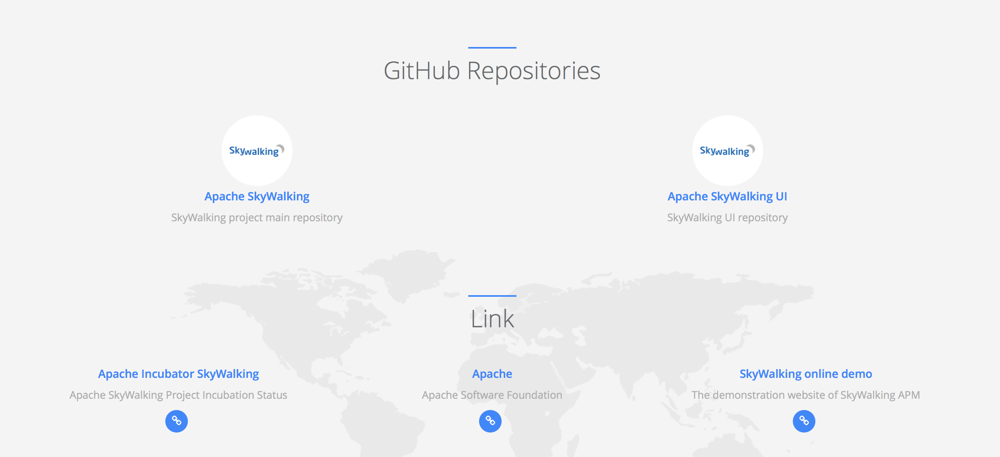 GitHub Repositories
Skywalking
Skywalking
Apache SkyWalking
Apache SkyWalking UI
SkyWalking project main repository
SkyWalking UI repository
Link
Apache Incubator SkyWalking
Apache
SkyWalking online demo
Apache SkyWalking Project Incubation Status
Apache Software Foundation
The demonstration website of SkyWalking APM